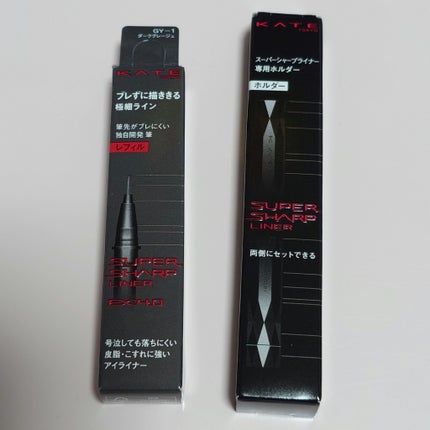 GY-1
ダークグレージュ
KATE
ブレずに描ききる
極細ライン
筆先がブレにくい
独自開発 筆
レフィル
SUPER
SHARP
LINER
EX4.0
号泣しても落ちにくい
皮脂・こすれに強い
アイライナー
KATE
TOKYO
スーパーシャープライナー
専用ホルダー
ホルダー
KATE
SUPER
SHARP
LINER
両側にセットできる